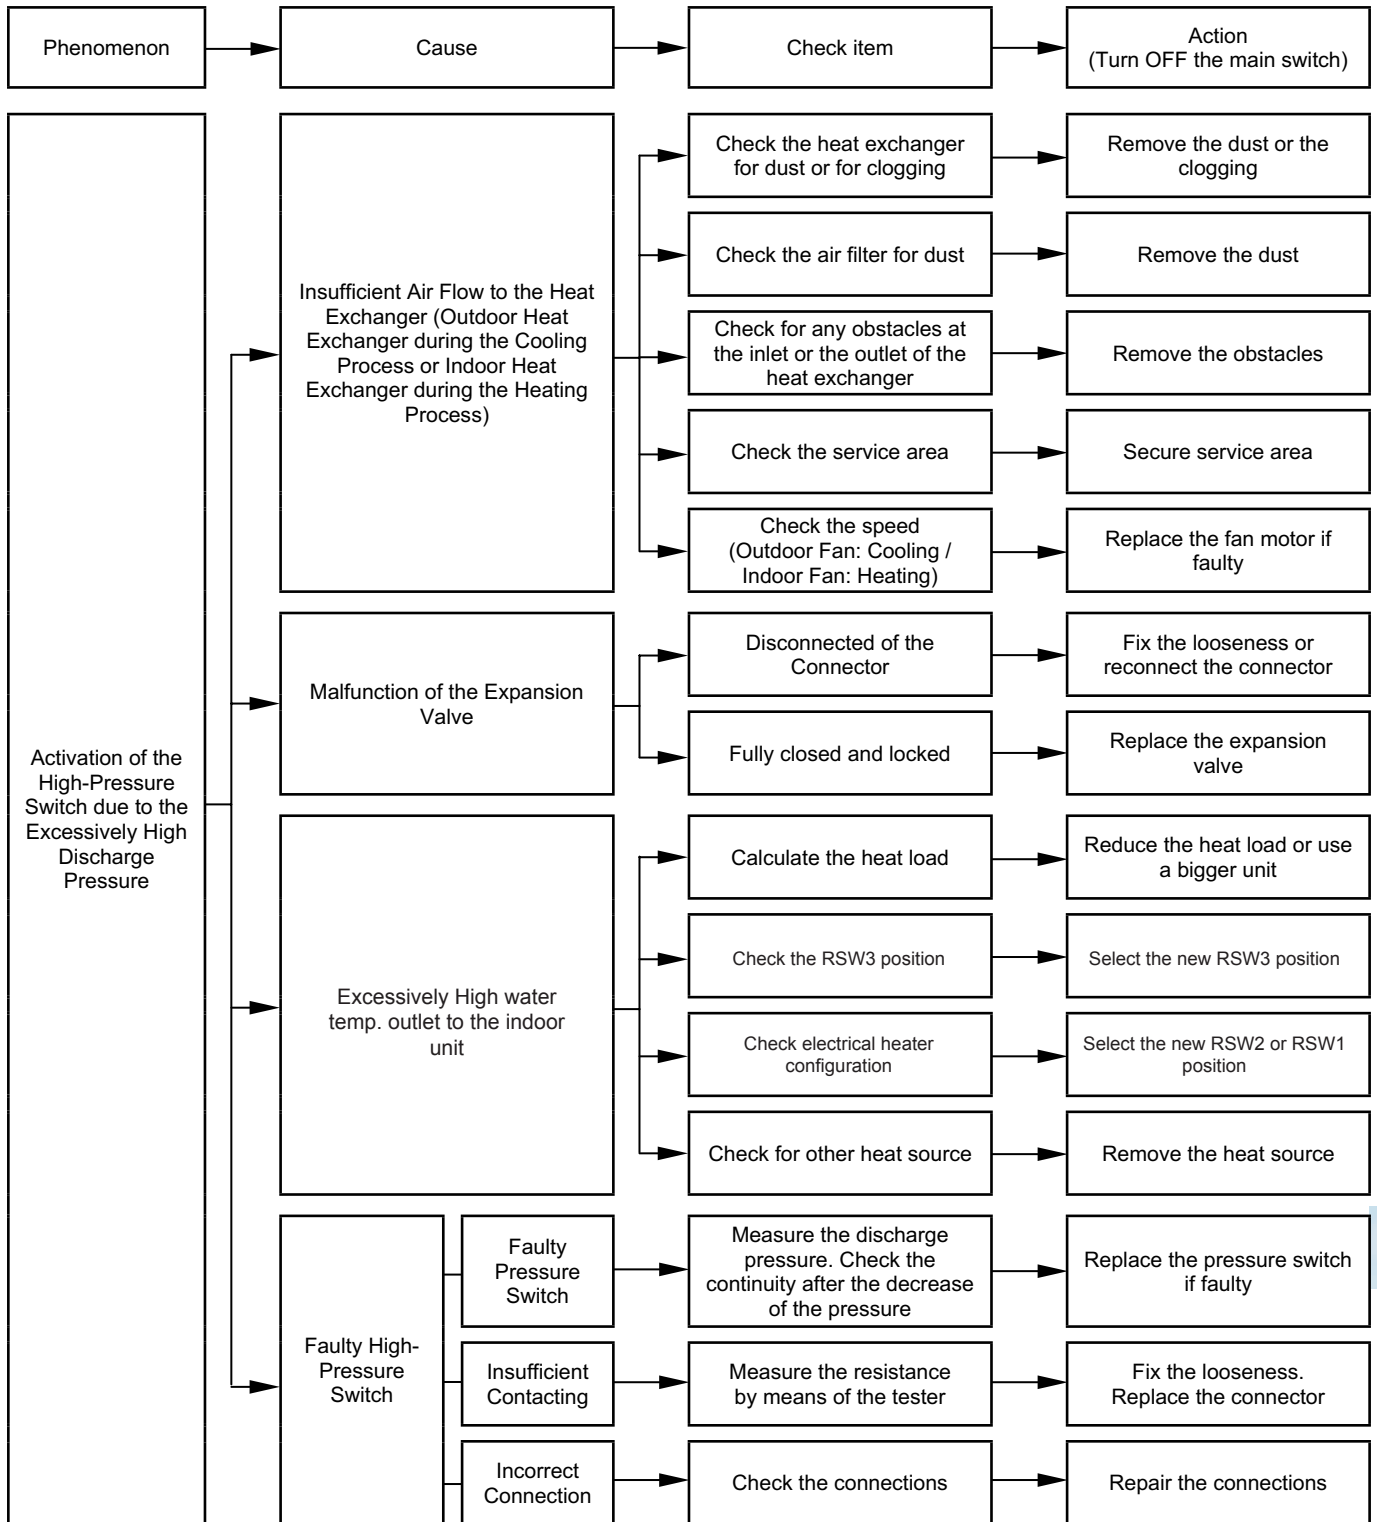 Phenomenon
Cause
Check item
Action
(Turn OFF the main switch)
Activation of the
High-Pressure
Switch due to the
Excessively High
Discharge
Pressure
Insufficient Air Flow to the Heat
Exchanger (Outdoor Heat
Exchanger during the Cooling
Process or Indoor Heat
Exchanger during the Heating
Process)
Check the heat exchanger
for dust or for clogging
Remove the dust or the
clogging
Check the air filter for dust
Remove the dust
Check for any obstacles at
the inlet or the outlet of the
heat exchanger
Remove the obstacles
Check the service area
Secure service area
Check the speed
(Outdoor Fan: Cooling /
Indoor Fan: Heating)
Replace the fan motor if
faulty
Malfunction of the Expansion
Valve
Disconnected of the
Connector
Fix the looseness or
reconnect the connector
Fully closed and locked
Replace the expansion
valve
Excessively High water
temp. outlet to the indoor
unit
Calculate the heat load
Reduce the heat load or use
a bigger unit
Check the RSW3 position
Select the new RSW3 position
Check electrical heater
configuration
Select the new RSW2 or RSW1
position
Check for other heat source
Remove the heat source
Faulty High-
Pressure
Switch
Faulty
Pressure
Switch
Measure the discharge
pressure. Check the
continuity after the decrease
of the pressure
Replace the pressure switch
if faulty
Insufficient
Contacting
Measure the resistance
by means of the tester
Fix the looseness.
Replace the connector
Incorrect
Connection
Check the connections
Repair the connections